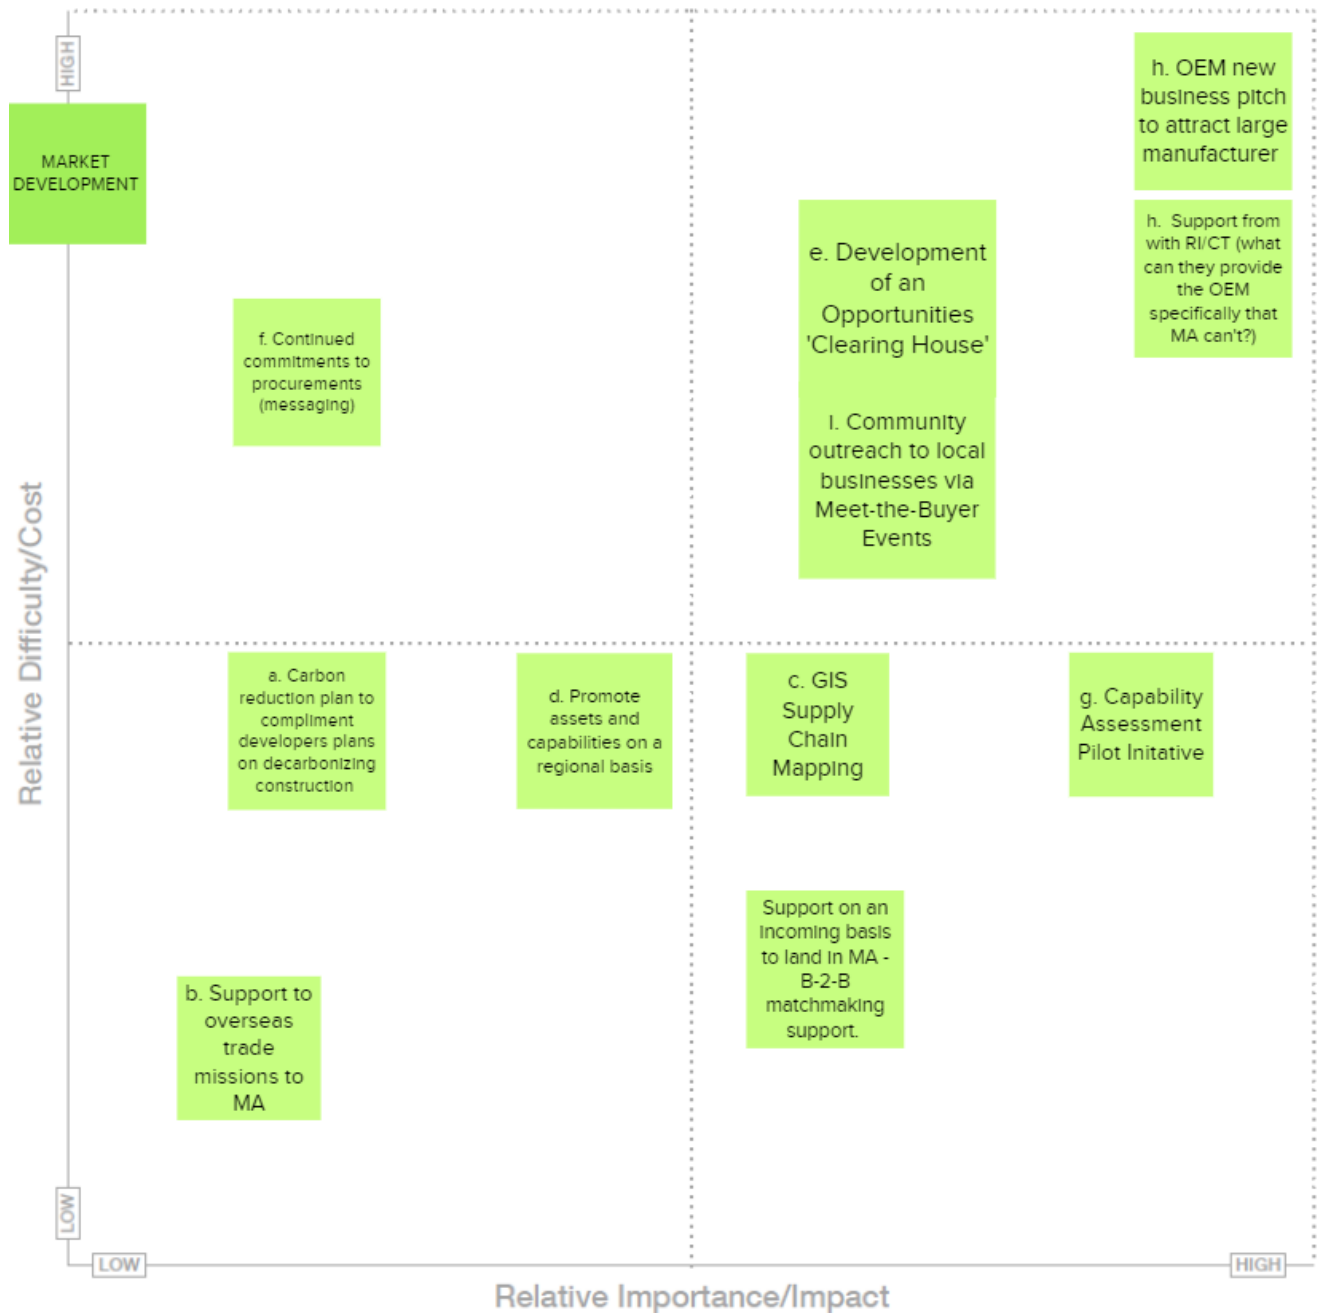 HIGH
MARKET
DEVELOPMENT
h. OEM new
business pitch
to attract large
manufacturer
h. Support from
with RI/CT (what
can they provide
the OEM
specifically that
MA can't?)
e. Development
of an
Opportunities
'Clearing House'
f. Continued
commitments to
procurements
(messaging)
i. Community
outreach to local
businesses via
Meet-the-Buyer
Events
Relative Difficulty/Cost
a. Carbon
reduction plan to
compliment
developers plans
on decarbonizing
construction
d. Promote
assets and
capabilities on a
regional basis
c. GIS
Supply
Chain
Mapping
g. Capability
Assessment
Pilot Initative
Support on an
incoming basis
to land in MA -
B-2-B
matchmaking
support.
b. Support to
overseas
trade
missions to
MA
LOW
LOW
HIGH
Relative Importance/Impact